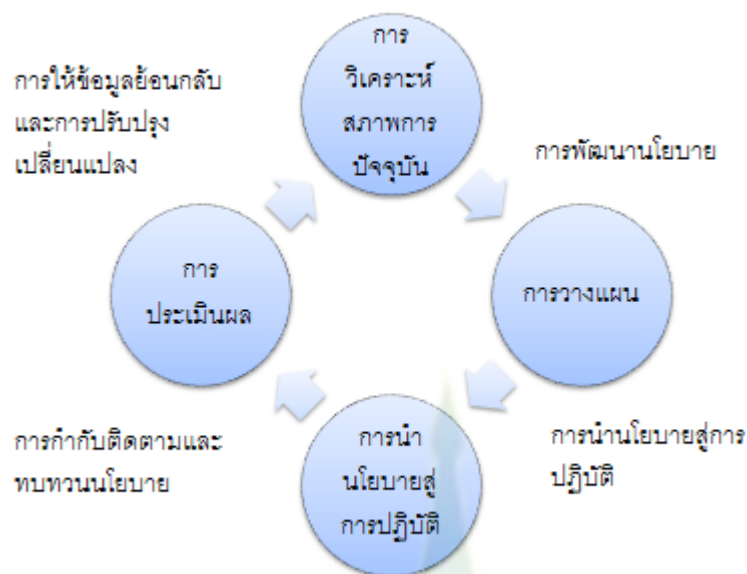 การ
วิเคราะห์
สภาพการ
ปัจจุบัน
การให้ข้อมูลย้อนกลับ
และการปรับปรุง
เปลี่ยนแปลง
การพัฒนานโยบาย
การ
ประเมินผล
การวางแผน
การกำกับติดตามและ
ทบทวนนโยบาย
การนำ
นโยบายสู่
การปฏิบัติ
การนำนโยบายสู่การ
ปฏิบัติ